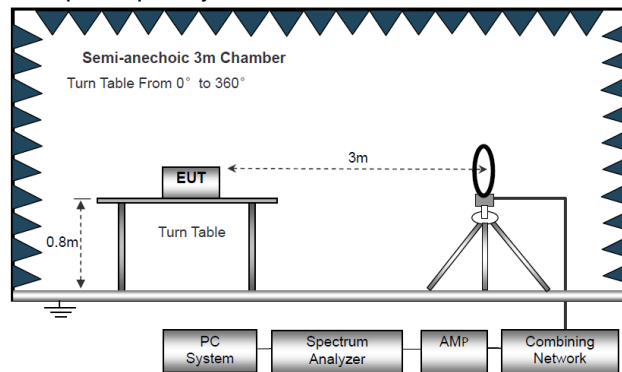 Semi-anechoic 3m Chamber
Turn Table From 0° to 360°
3m
EUT
0.8m
Turn Table
PC
System
Spectrum
Analyzer
AMP
Combining
Network